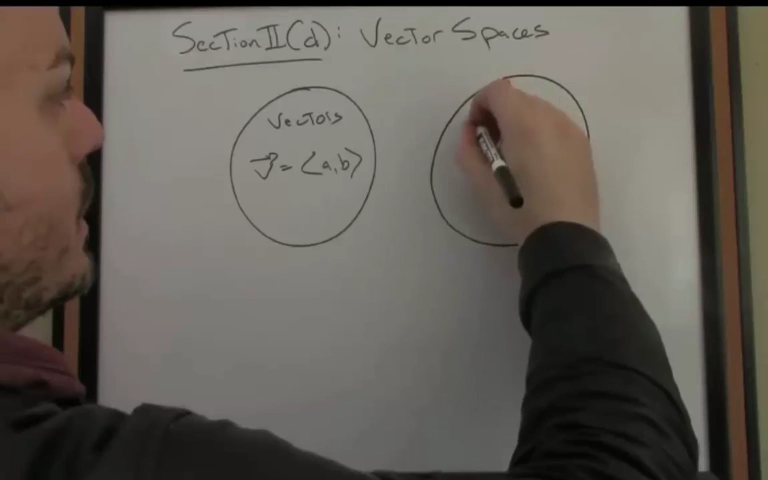 Section II(d): Vector Spaces
Vectors
v⃗ = ⟨a,b⟩